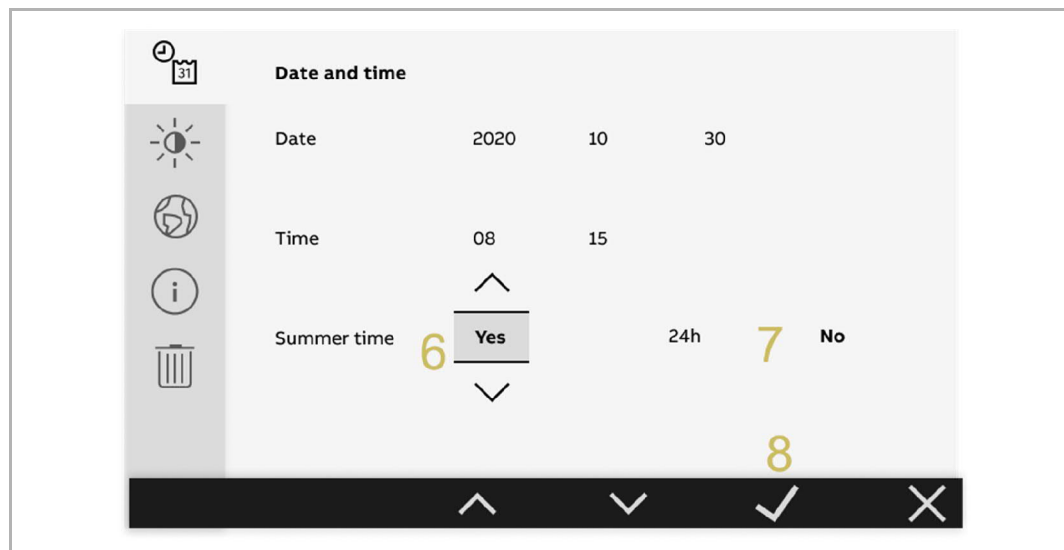 31
Date and time
Date 2020 10 30
Time 08 15
Summer time 6 Yes 24h 7 No
i
8